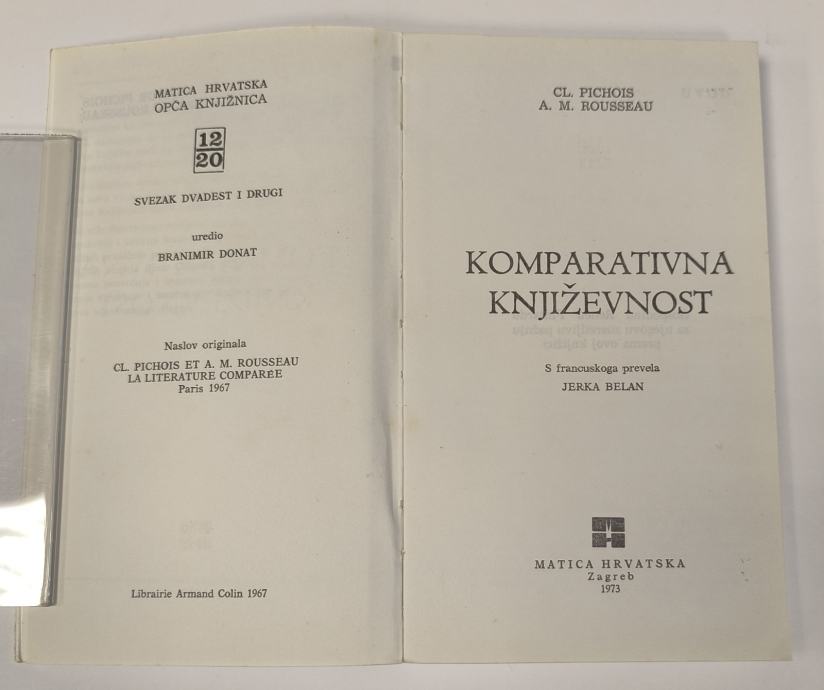 MATICA HRVATSKA
OPĆA KNJIŽNICA
12
20
SVEZAK DVADEST I DRUGI
uredio
BRANIMIR DONAT
Naslov originala
CL. PICHOIS ET A. M. ROUSSEAU
LA LITERATURE COMPARÉE
Paris 1967
Librairie Armand Colin 1967
CL. PICHOIS
A. M. ROUSSEAU
KOMPARATIVNA
KNJIŽEVNOST
S francuskoga prevela
JERKA BELAN
MATICA HRVATSKA
Zagreb
1973